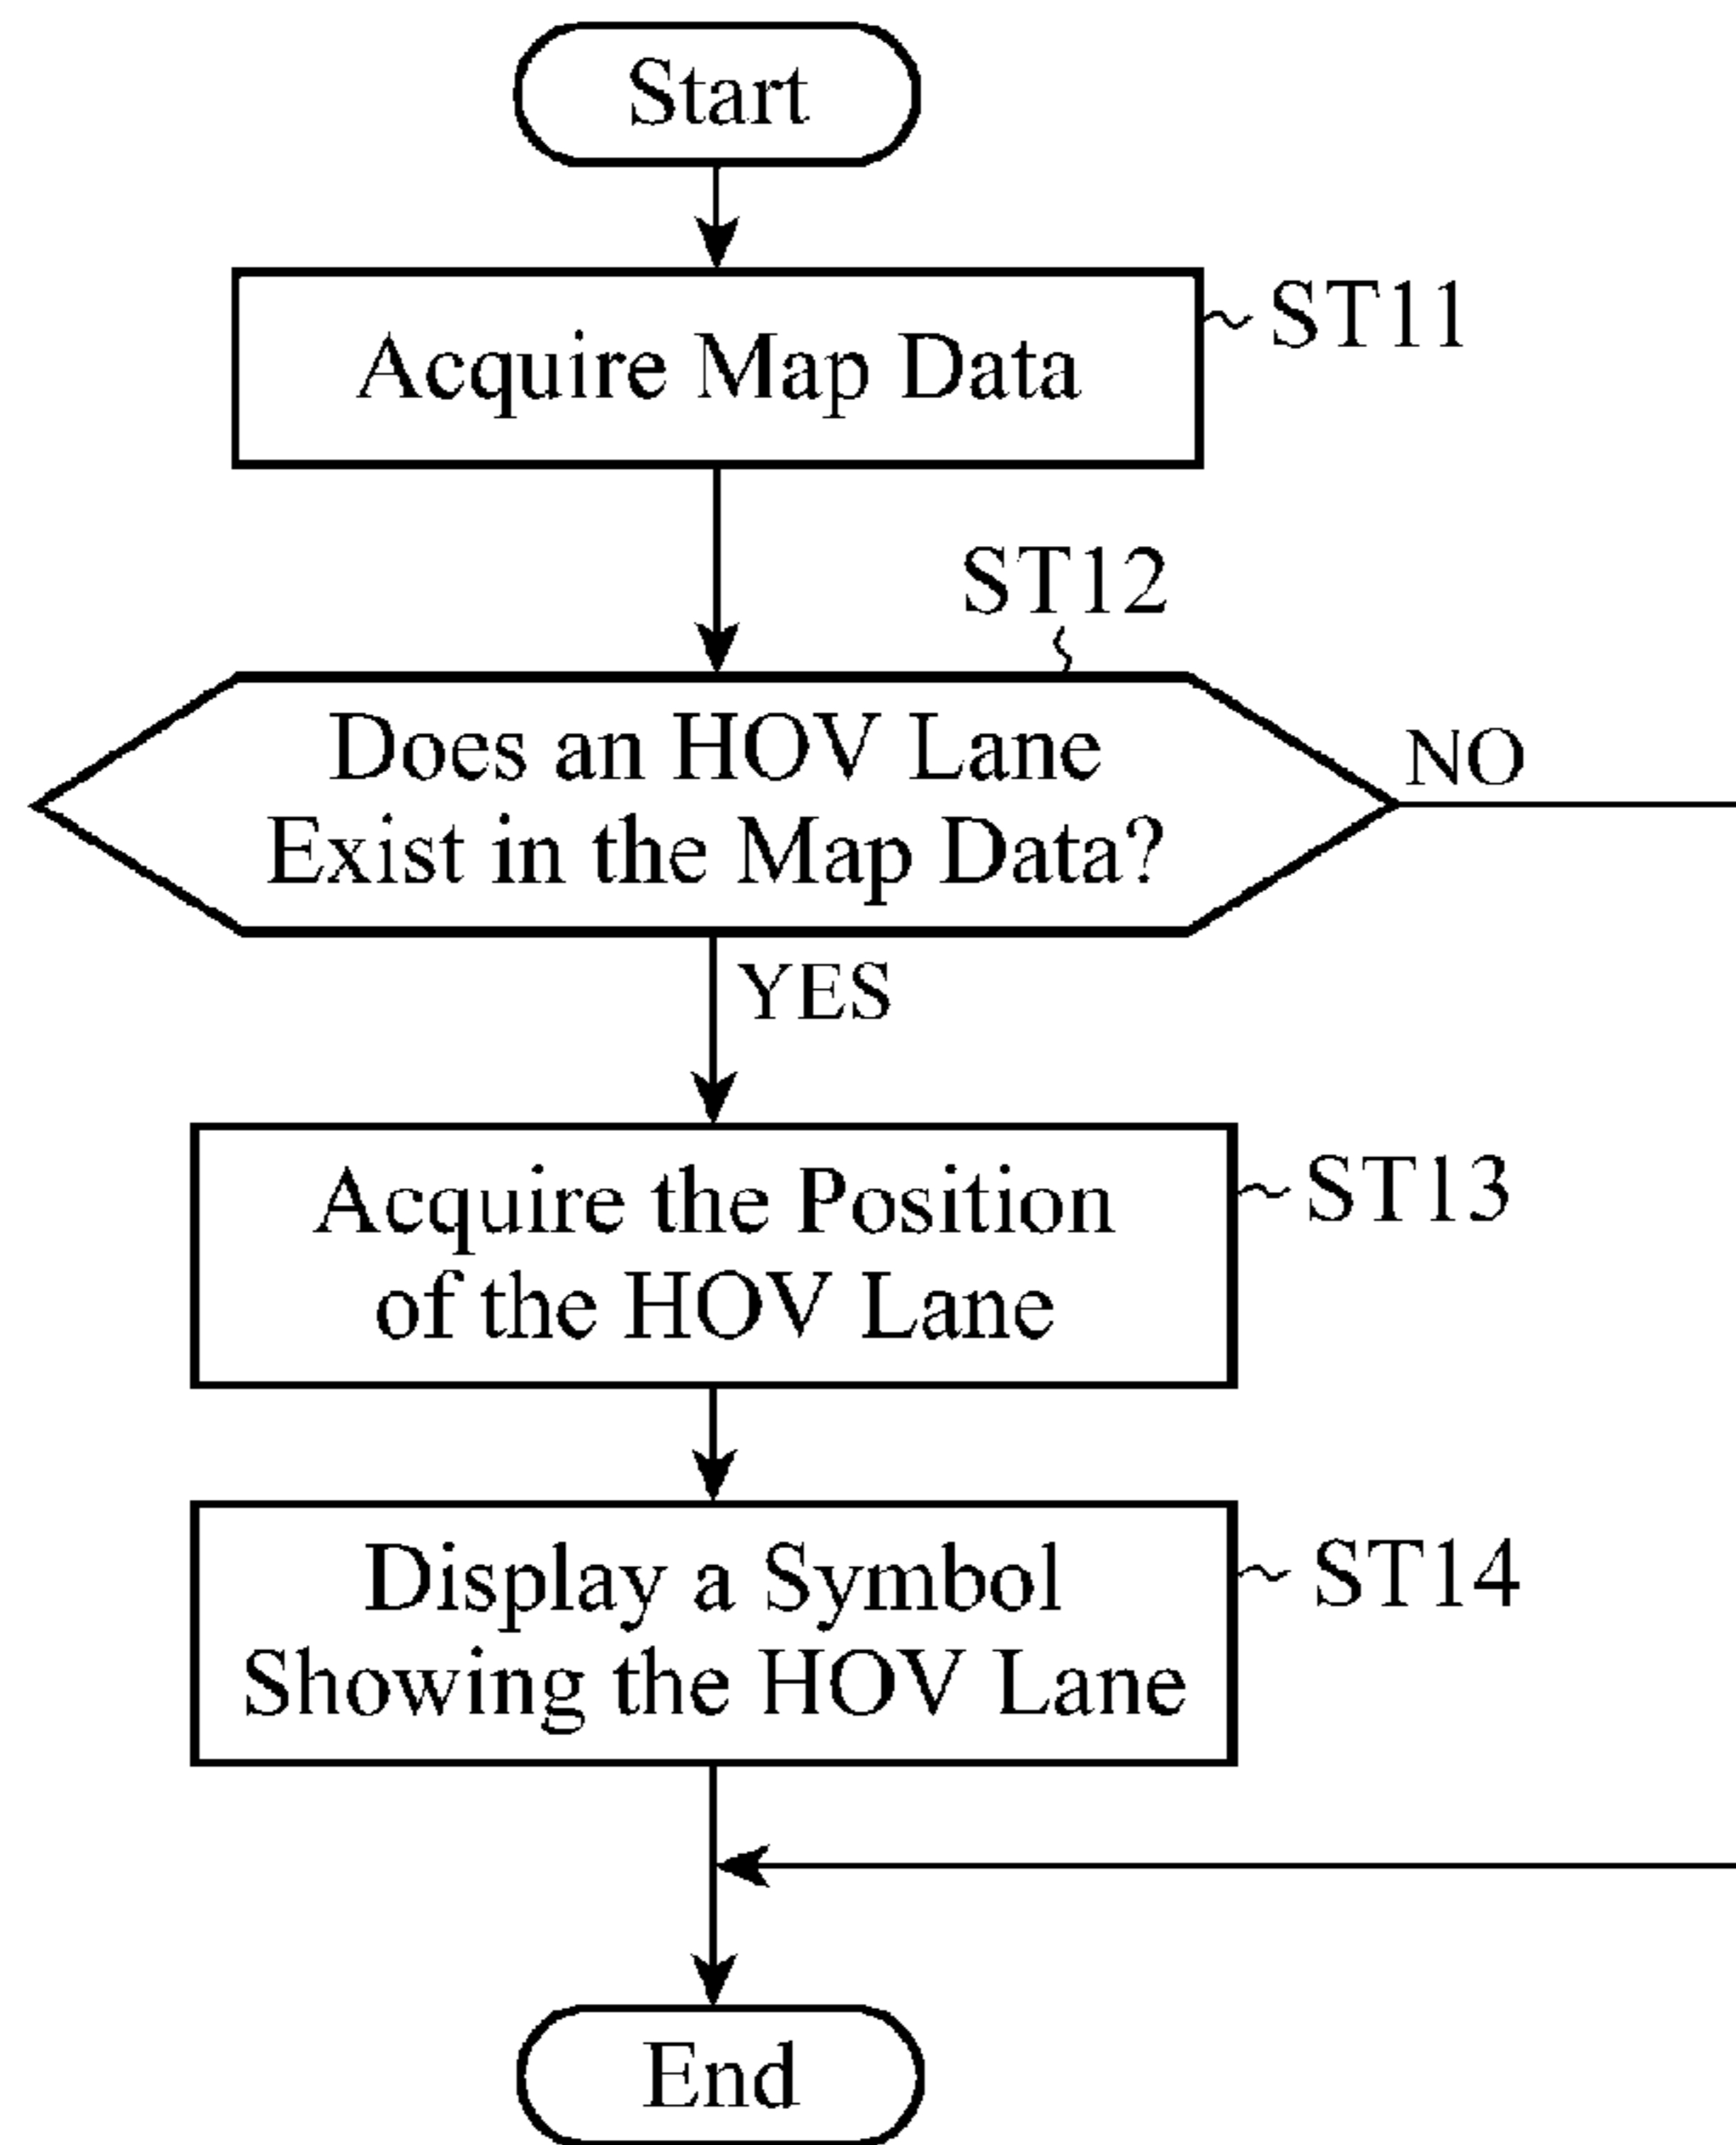 Start
Acquire Map Data
ST11
ST12
Does an HOV Lane
Exist in the Map Data?
NO
YES
Acquire the Position
of the HOV Lane
ST13
Display a Symbol
Showing the HOV Lane
ST14
End